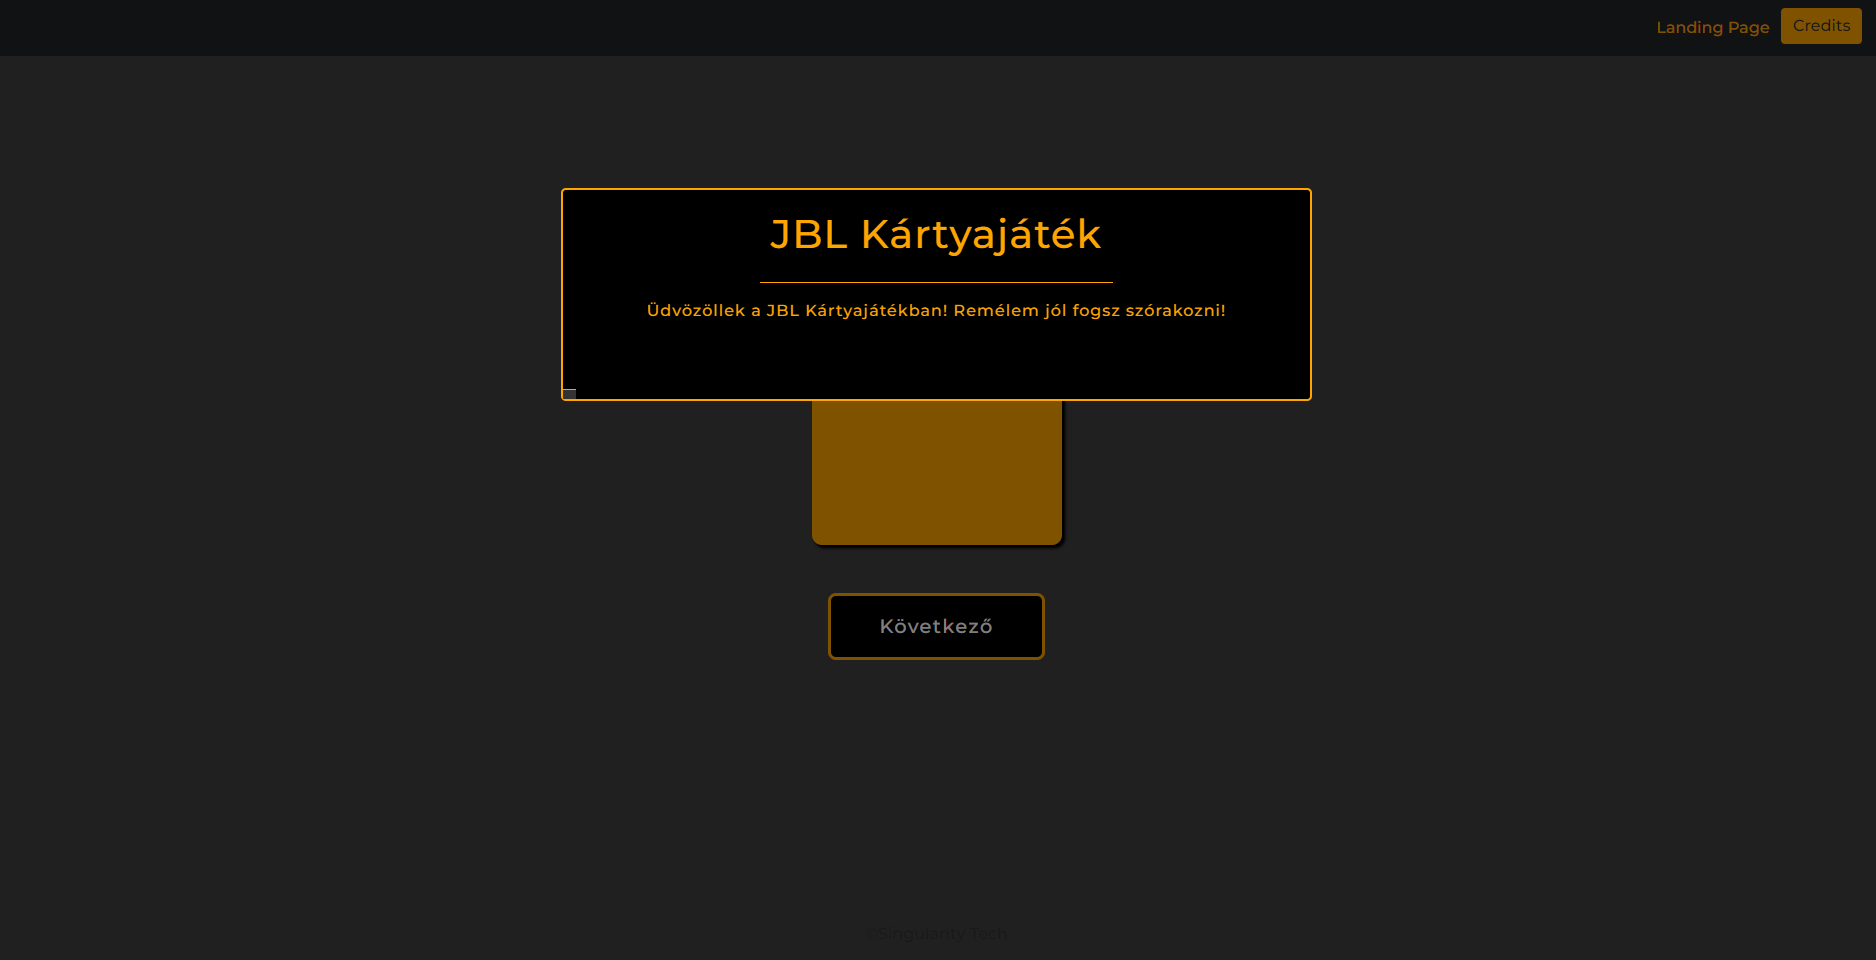 Landing Page
Credits
JBL Kártyajáték
Üdvözöllek a JBL Kártyajátékban! Remélem jól fogsz szórakozni!
Következő
©Singularity Tech